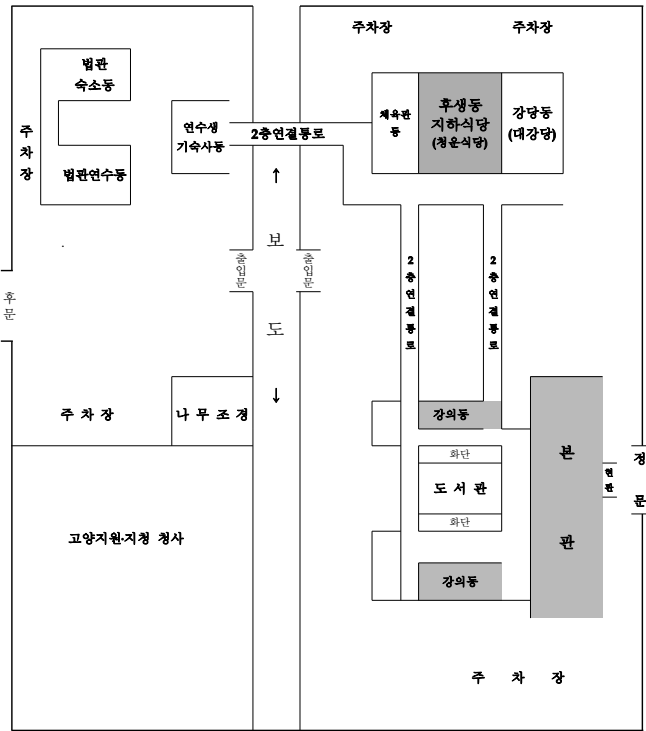 주차장
주차장
법관
숙소동
법관연수동
주
차
장
연수생
기숙사동
2층연결통로
체육관
동
후생동
지하식당
(청운식당)
강당동
(대강당)
보
도
출입문
출입문
2층연결통로
2층연결통로
후
문
주 차 장
나 무 조 경
고양지원·지청 청사
강의동
화단
도 서 관
화단
강의동
본
관
현관
정
문
주 차 장